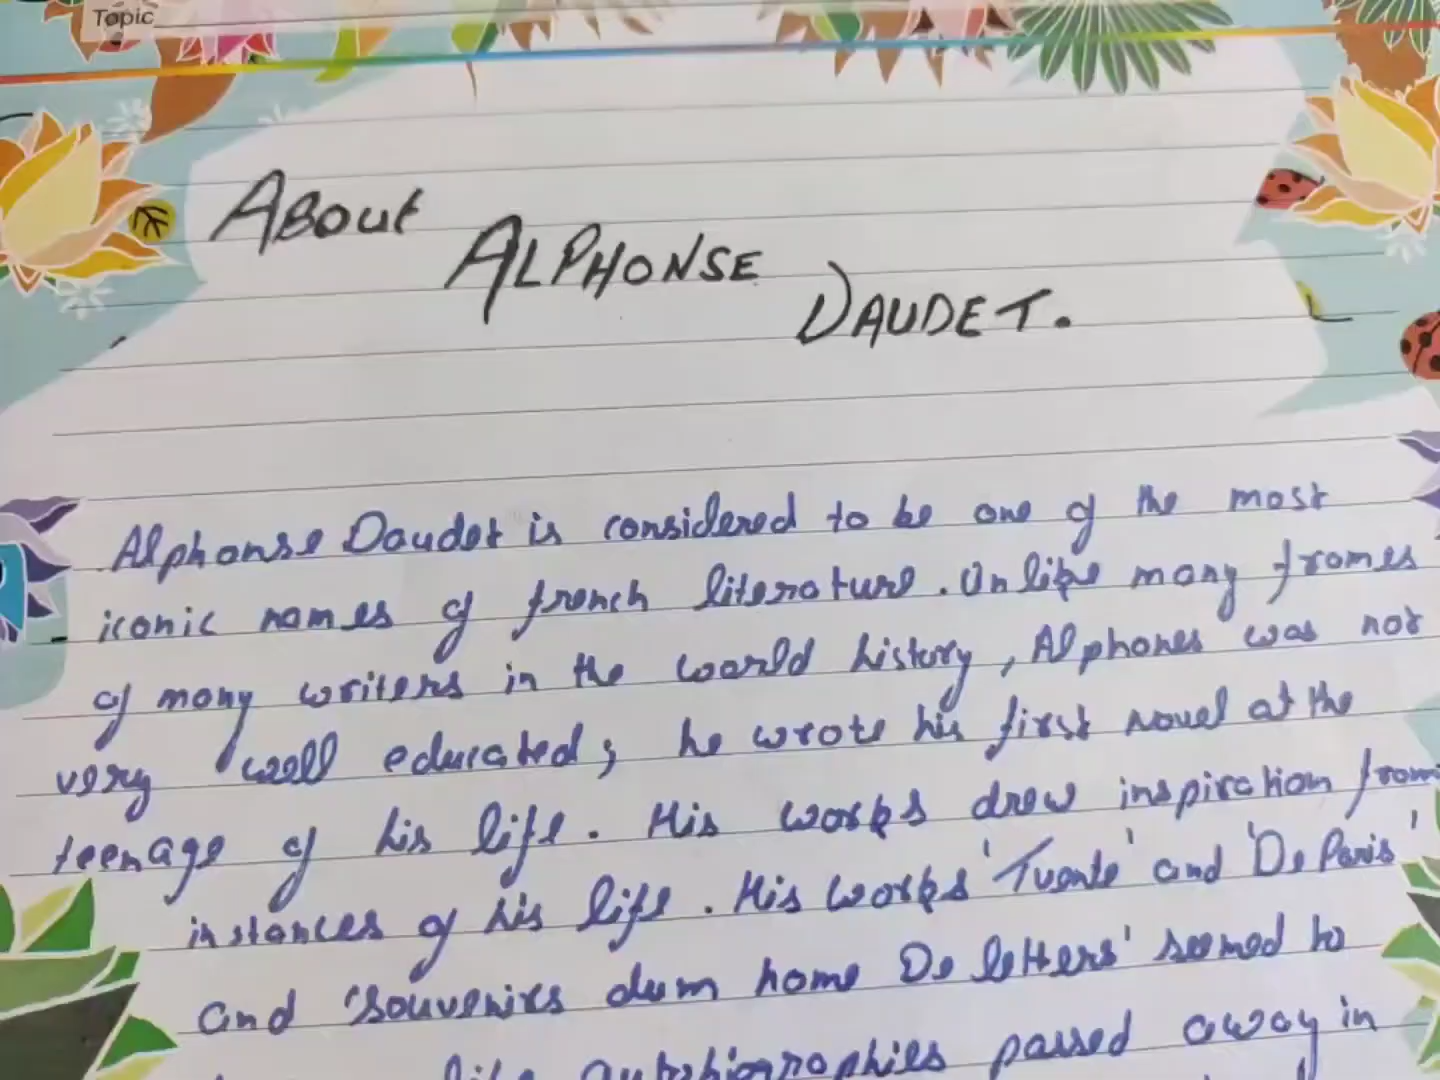 Topic
About
ALPHONSE
DAUDET.
Alphonse Daudet is considered to be one of the most
iconic names of french literature. Unlike many fromes
of many writers in the world history, Alphones was not
very well educated; he wrote his first novel at the
teenage of his life. His works drew inspiration from
instances of his life. His works 'Tuente' and 'De Paris'
and 'Souvenirs dum home De letters' seemed to
like autobiographies passed away in